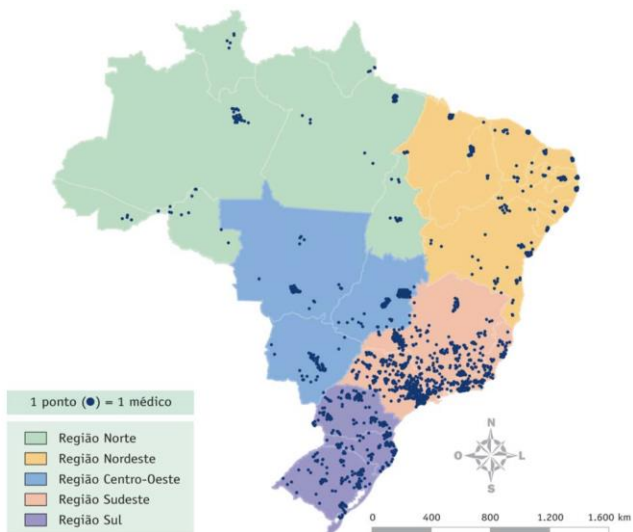 N
O
L
S
1 ponto (●) = 1 médico
Região Norte
Região Nordeste
Região Centro-Oeste
Região Sudeste
Região Sul
0 400 800 1.200 1.600 km